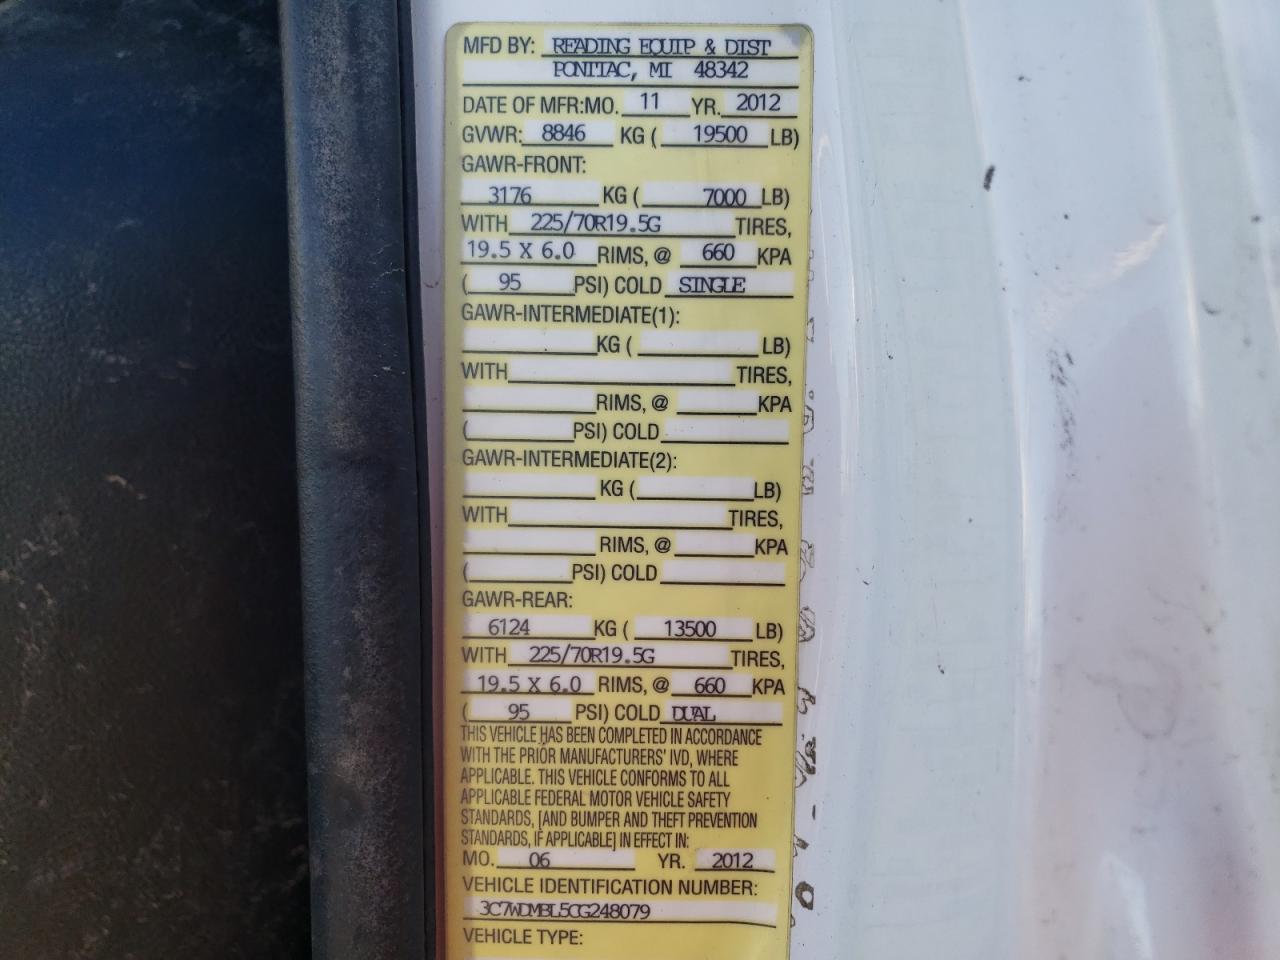 MFD BY: READING EQUIP & DIST
PONTIAC, MI 48342
DATE OF MFR:MO. 11 YR. 2012
GVWR: 8846 KG ( 19500 LB)
GAWR-FRONT:
3176 KG ( 7000 LB)
WITH 225/70R19.5G TIRES,
19.5 X 6.0 RIMS, @ 660 KPA
( 95 PSI) COLD SINGLE
GAWR-INTERMEDIATE(1):
KG ( LB)
WITH TIRES,
RIMS, @ KPA
( PSI) COLD
GAWR-INTERMEDIATE(2):
KG ( LB)
WITH TIRES,
RIMS, @ KPA
( PSI) COLD
GAWR-REAR:
6124 KG ( 13500 LB)
WITH 225/70R19.5G TIRES,
19.5 X 6.0 RIMS, @ 660 KPA
( 95 PSI) COLD DUAL
THIS VEHICLE HAS BEEN COMPLETED IN ACCORDANCE
WITH THE PRIOR MANUFACTURERS' IVD, WHERE
APPLICABLE. THIS VEHICLE CONFORMS TO ALL
APPLICABLE FEDERAL MOTOR VEHICLE SAFETY
STANDARDS, [AND BUMPER AND THEFT PREVENTION
STANDARDS, IF APPLICABLE] IN EFFECT IN:
MO. 06 YR. 2012
VEHICLE IDENTIFICATION NUMBER:
3C7WDMBL5CG248079
VEHICLE TYPE: